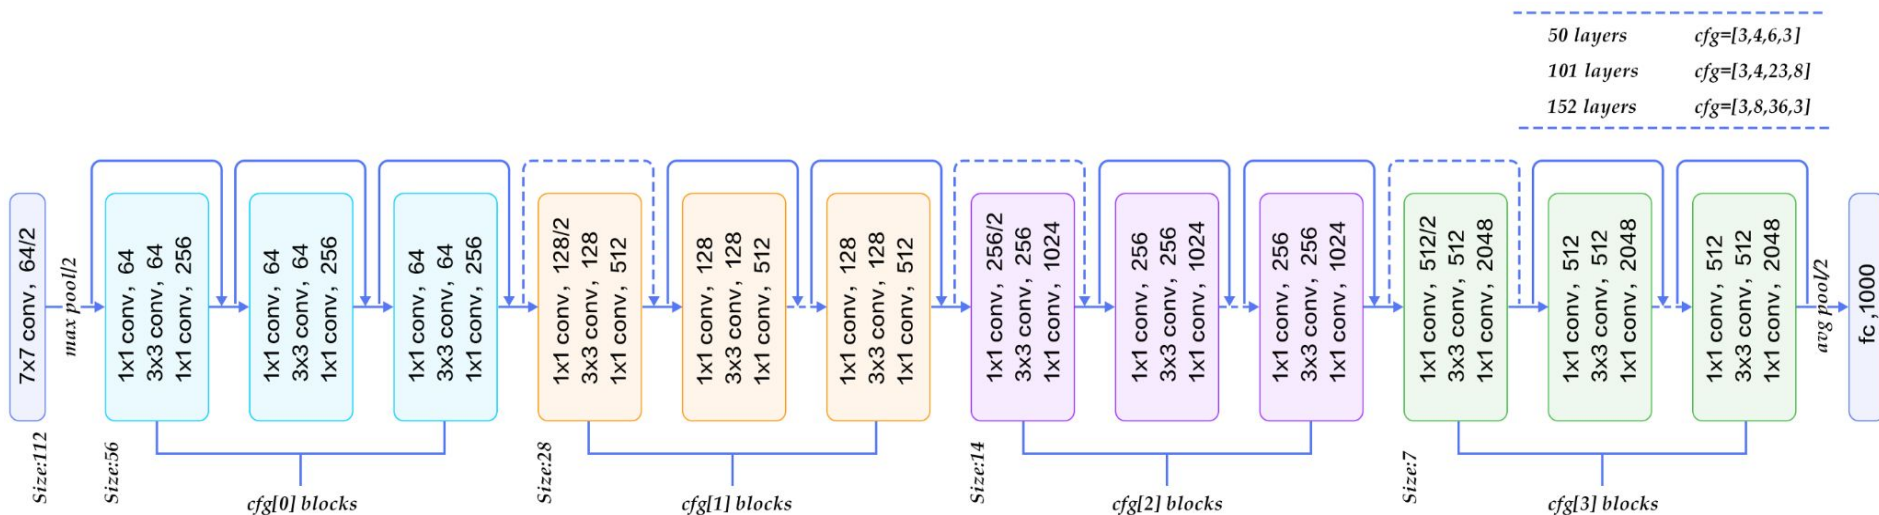 50 layers cfg=[3,4,6,3]
101 layers cfg=[3,4,23,8]
152 layers cfg=[3,8,36,3]
7x7 conv, 64/2
max pool/2
1x1 conv, 64
3x3 conv, 64
1x1 conv, 256
1x1 conv, 64
3x3 conv, 64
1x1 conv, 256
1x1 conv, 64
3x3 conv, 64
1x1 conv, 256
1x1 conv, 128/2
3x3 conv, 128
1x1 conv, 512
1x1 conv, 128
3x3 conv, 128
1x1 conv, 512
1x1 conv, 128
3x3 conv, 128
1x1 conv, 512
1x1 conv, 256/2
3x3 conv, 256
1x1 conv, 1024
1x1 conv, 256
3x3 conv, 256
1x1 conv, 1024
1x1 conv, 256
3x3 conv, 256
1x1 conv, 1024
1x1 conv, 512/2
3x3 conv, 512
1x1 conv, 2048
1x1 conv, 512
3x3 conv, 512
1x1 conv, 2048
1x1 conv, 512
3x3 conv, 512
1x1 conv, 2048
avg pool/2
fc ,1000
Size:112
Size:56
Size:28
Size:14
Size:7
cfg[0] blocks
cfg[1] blocks
cfg[2] blocks
cfg[3] blocks